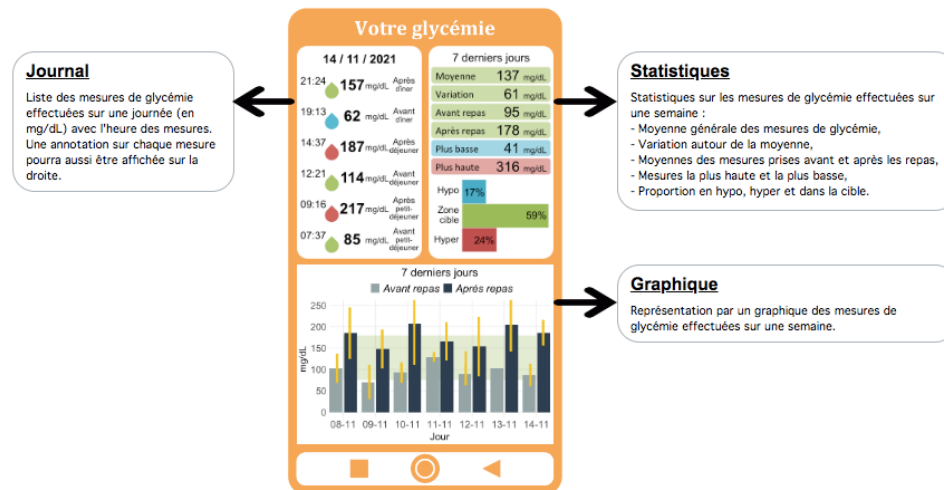 Votre glycémie
Journal
Liste des mesures de glycémie
effectuées sur une journée (en
mg/dL) avec l'heure des mesures.
Une annotation sur chaque mesure
pourra aussi être affichée sur la
droite.
14 / 11 / 2021
21:24 157 mg/dL Après dîner
19:13 62 mg/dL Avant dîner
14:37 187 mg/dL Après déjeuner
12:21 114 mg/dL Avant déjeuner
09:16 217 mg/dL Après petit-déjeuner
07:37 85 mg/dL Avant petit-déjeuner
7 derniers jours
Moyenne 137 mg/dL
Variation 61 mg/dL
Avant repas 95 mg/dL
Après repas 178 mg/dL
Plus basse 41 mg/dL
Plus haute 316 mg/dL
Hypo 17%
Zone cible 59%
Hyper 24%
Statistiques
Statistiques sur les mesures de glycémie effectuées sur
une semaine :
- Moyenne générale des mesures de glycémie,
- Variation autour de la moyenne,
- Moyennes des mesures prises avant et après les repas,
- Mesures la plus haute et la plus basse,
- Proportion en hypo, hyper et dans la cible.
7 derniers jours
Avant repas Après repas
mg/dL
250
200
150
100
50
0
08-11 09-11 10-11 11-11 12-11 13-11 14-11
Jour
Graphique
Représentation par un graphique des mesures de
glycémie effectuées sur une semaine.